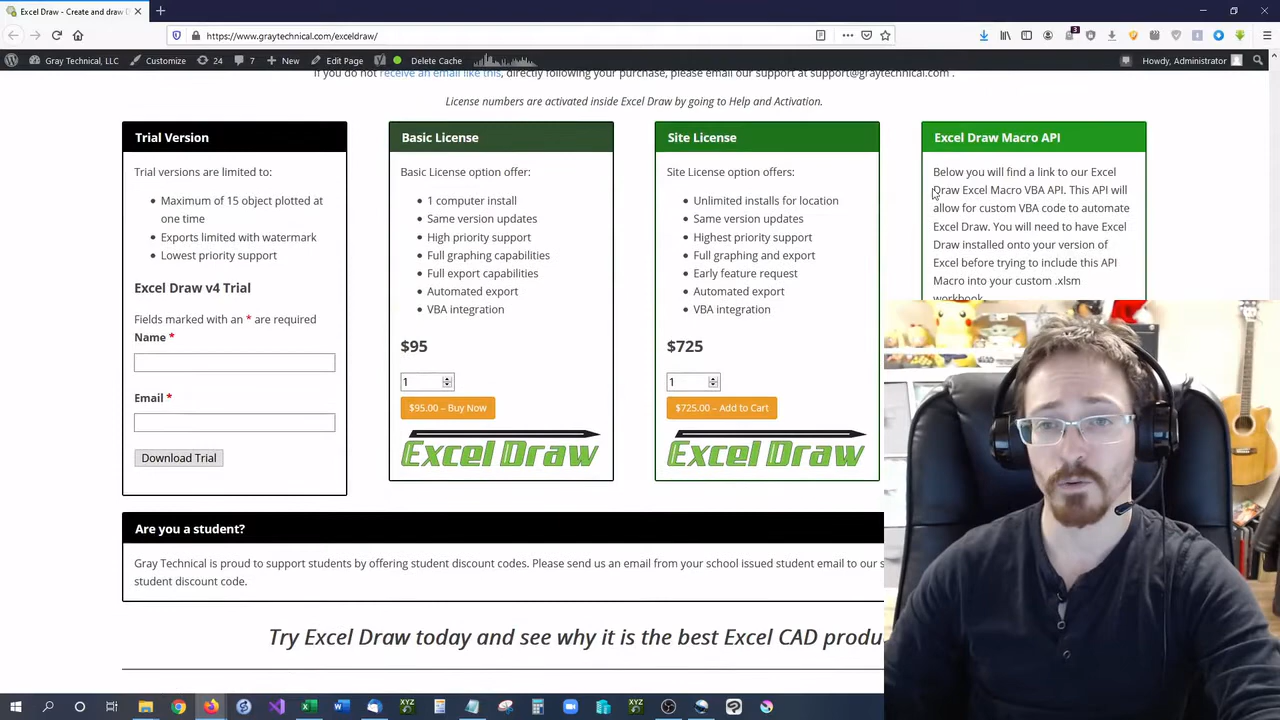 Excel Draw - Create and draw D
https://www.graytechnical.com/exceldraw/
Gray Technical, LLC
Customize
24
7
New
Edit Page
Delete Cache
Howdy, Administrator
3
If you do not receive an email like this, directly following your purchase, please email our support at support@graytechnical.com .
License numbers are activated inside Excel Draw by going to Help and Activation.
Trial Version
Trial versions are limited to:
Maximum of 15 object plotted at
one time
Exports limited with watermark
Lowest priority support
Excel Draw v4 Trial
Fields marked with an * are required
Name *
Email *
Download Trial
Basic License
Basic License option offer:
1 computer install
Same version updates
High priority support
Full graphing capabilities
Full export capabilities
Automated export
VBA integration
$95
1
$95.00 – Buy Now
Excel Draw
Site License
Site License option offers:
Unlimited installs for location
Same version updates
Highest priority support
Full graphing and export
Early feature request
Automated export
VBA integration
$725
1
$725.00 – Add to Cart
Excel Draw
Excel Draw Macro API
Below you will find a link to our Excel
Draw Excel Macro VBA API. This API will
allow for custom VBA code to automate
Excel Draw. You will need to have Excel
Draw installed onto your version of
Excel before trying to include this API
Macro into your custom .xlsm
workbook
Are you a student?
Gray Technical is proud to support students by offering student discount codes. Please send us an email from your school issued student email to our s
student discount code.
Try Excel Draw today and see why it is the best Excel CAD produ
XYZ
XYZ